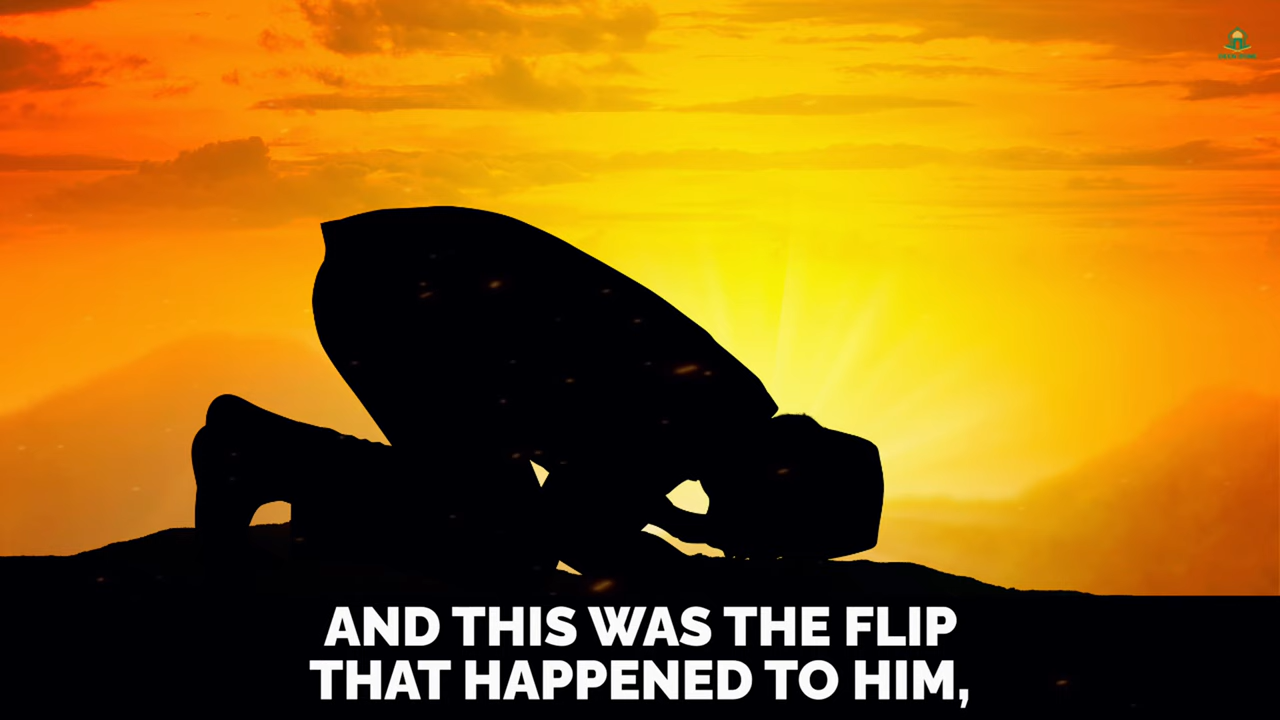 AND THIS WAS THE FLIP
THAT HAPPENED TO HIM,